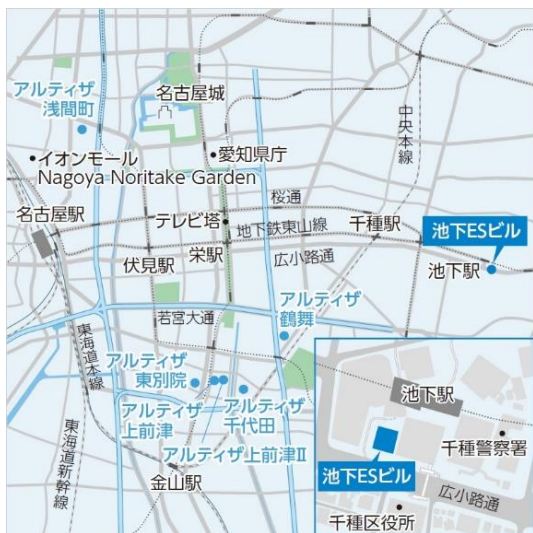 アルティザ
浅間町
名古屋城
中央本線
•イオンモール
Nagoya Noritake Garden
•愛知県庁
名古屋駅
桜通
テレビ塔
地下鉄東山線
千種駅
池下ESビル
伏見駅
栄駅
広小路通
池下駅
若宮大通
アルティザ
鶴舞
東海道本線
アルティザ
東別院
アルティザ
上前津
アルティザ
千代田
アルティザ上前津II
東海道新幹線
金山駅
池下駅
千種警察署
池下ESビル
広小路通
千種区役所